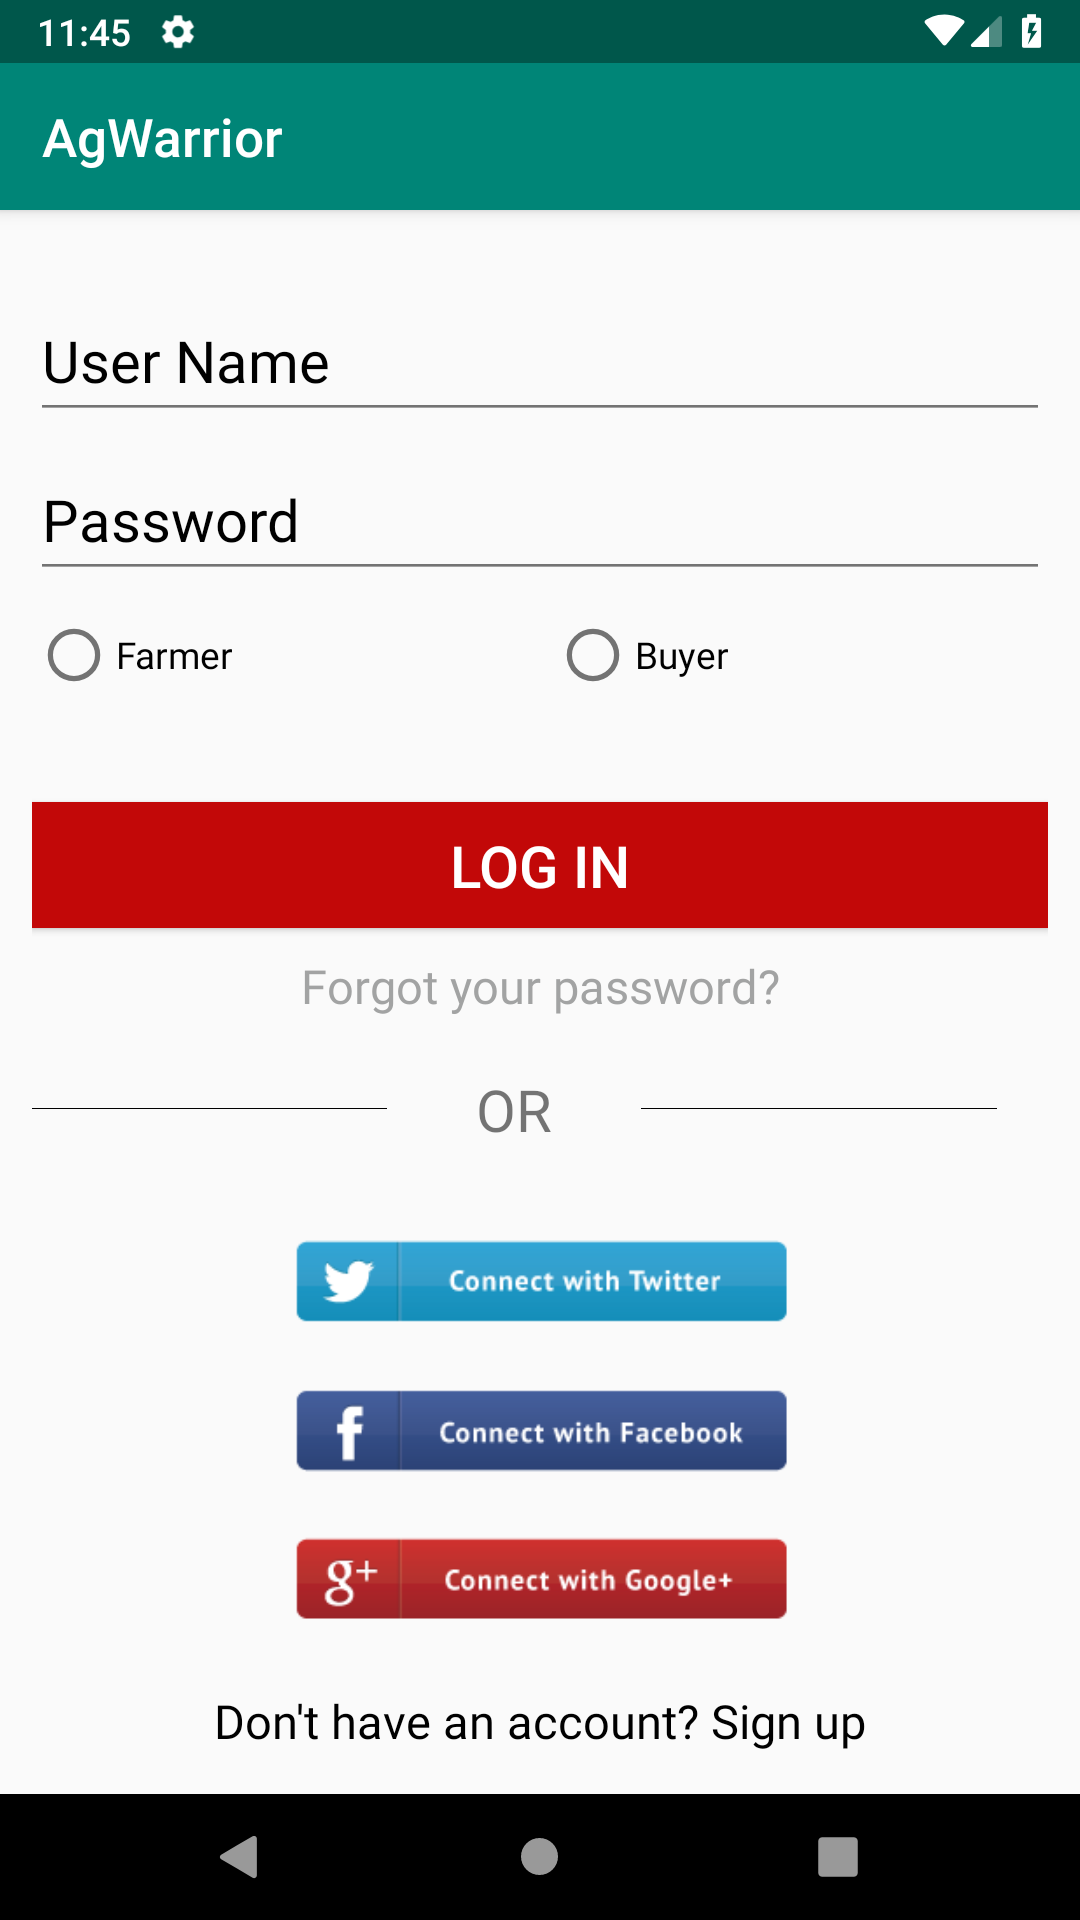 11:45
AgWarrior
User Name
Password
Farmer
Buyer
LOG IN
Forgot your password?
OR
Connect with Twitter
f Connect with Facebook
g+ Connect with Google+
Don't have an account? Sign up